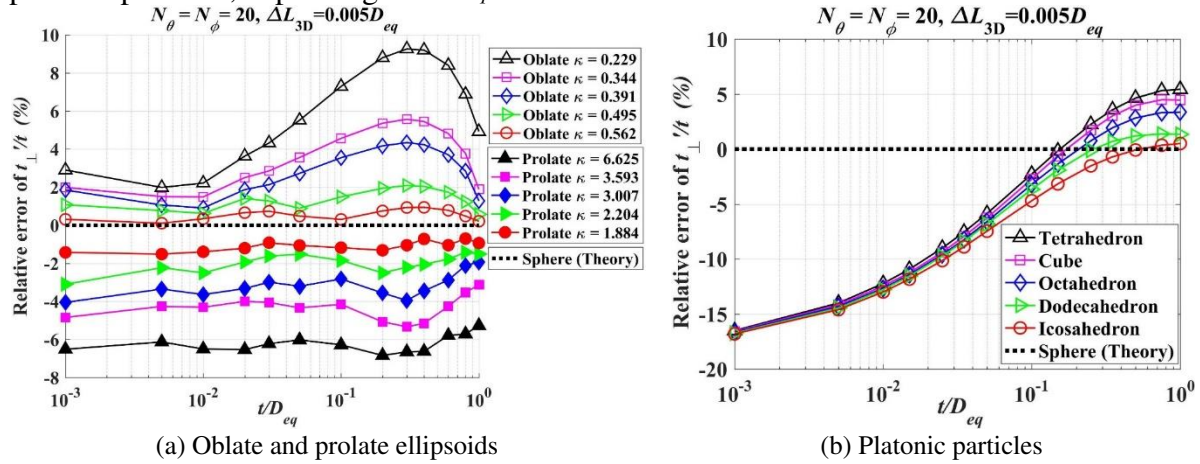 N_θ = N_ϕ = 20, ΔL_3D=0.005D_eq
Relative error of t_⊥'/t (%)
10
8
6
4
2
0
-2
-4
-6
-8
10^-3
10^-2
10^-1
10^0
t/D_eq
Oblate κ = 0.229
Oblate κ = 0.344
Oblate κ = 0.391
Oblate κ = 0.495
Oblate κ = 0.562
Prolate κ = 6.625
Prolate κ = 3.593
Prolate κ = 3.007
Prolate κ = 2.204
Prolate κ = 1.884
Sphere (Theory)
(a) Oblate and prolate ellipsoids
N_θ = N_ϕ = 20, ΔL_3D=0.005D_eq
Relative error of t_⊥'/t (%)
10
5
0
-5
-10
-15
-20
10^-3
10^-2
10^-1
10^0
t/D_eq
Tetrahedron
Cube
Octahedron
Dodecahedron
Icosahedron
Sphere (Theory)
(b) Platonic particles